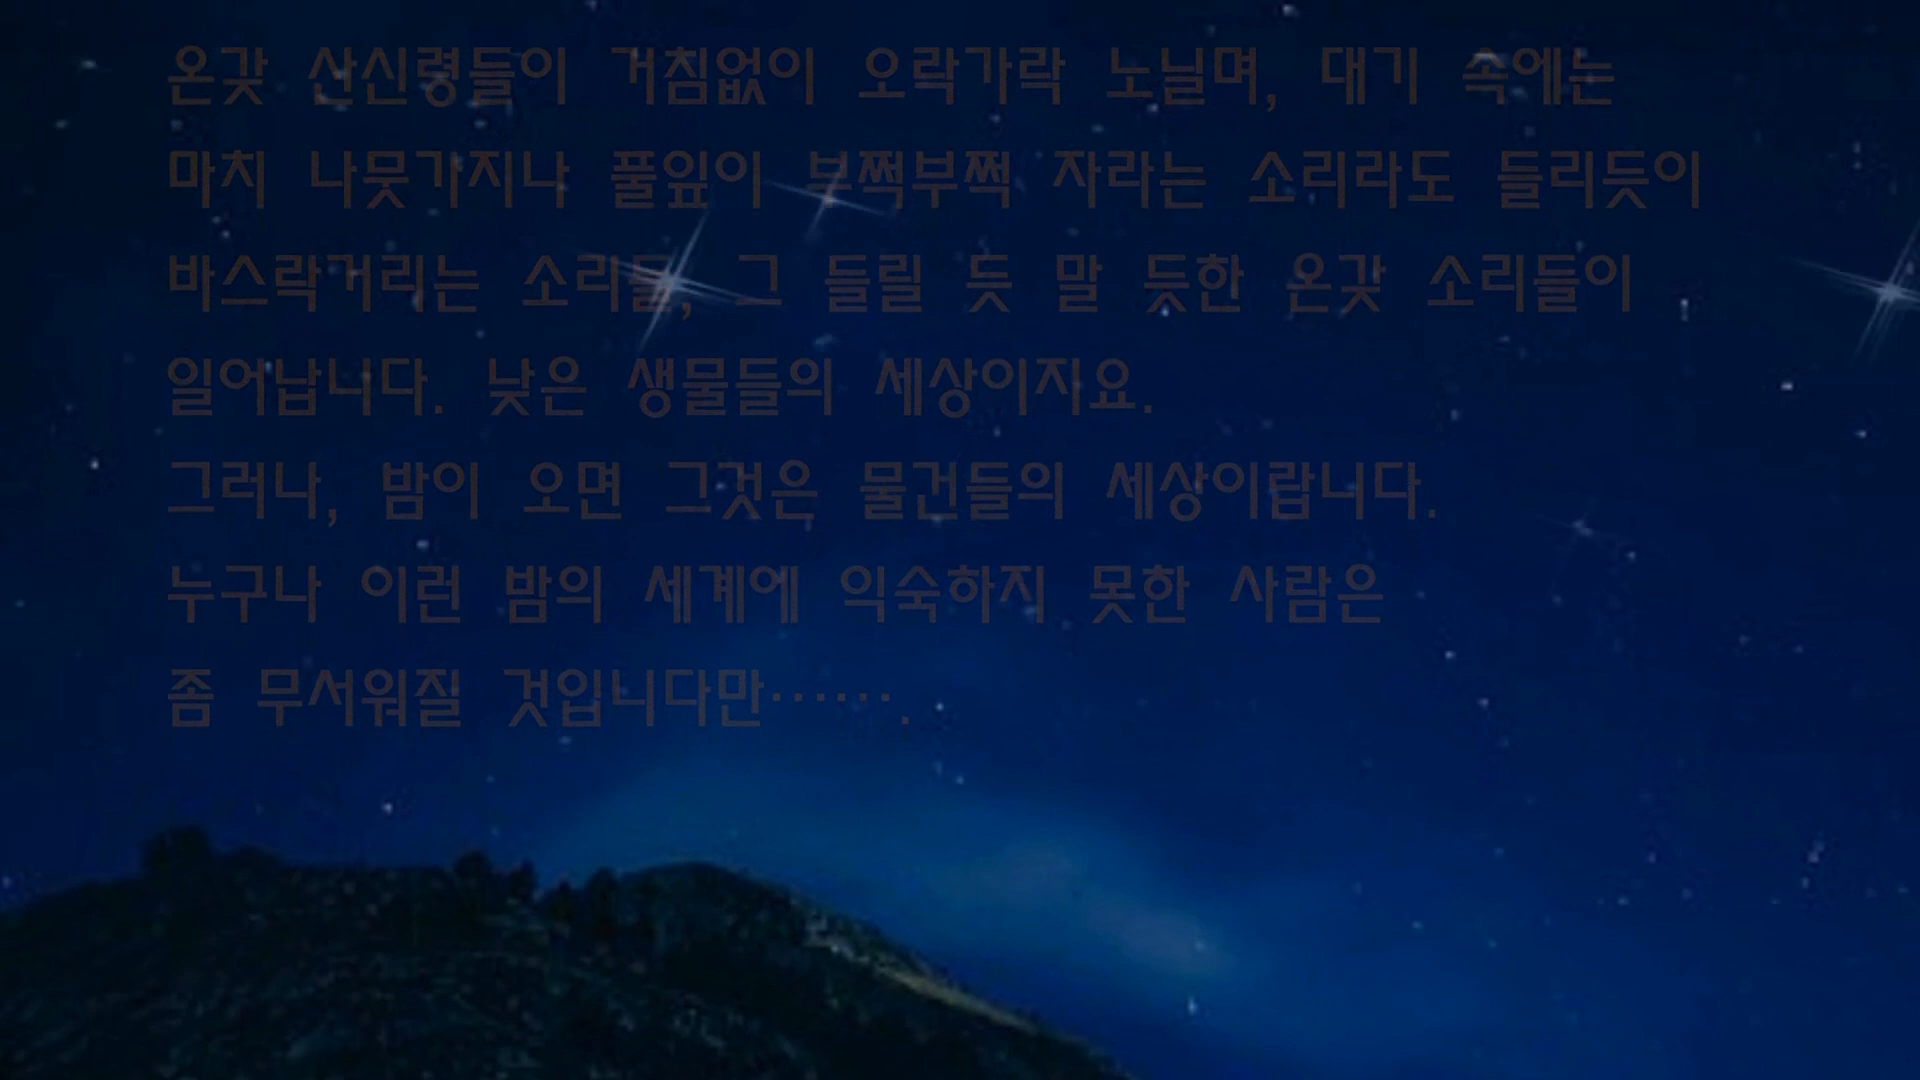 온갖 산신령들이 거침없이 오락가락 노닐며, 대기 속에는
마치 나뭇가지나 풀잎이 부쩍부쩍 자라는 소리라도 들리듯이
바스락거리는 소리들, 그 들릴 듯 말 듯한 온갖 소리들이
일어납니다. 낮은 생물들의 세상이지요.
그러나, 밤이 오면 그것은 물건들의 세상이랍니다.
누구나 이런 밤의 세계에 익숙하지 못한 사람은
좀 무서워질 것입니다만…….